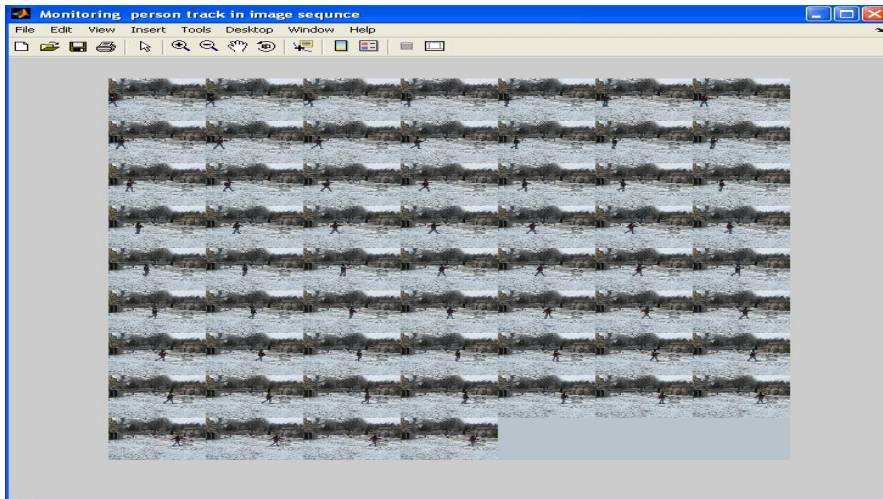 Monitoring person track in image sequnce
File Edit View Insert Tools Desktop Window Help